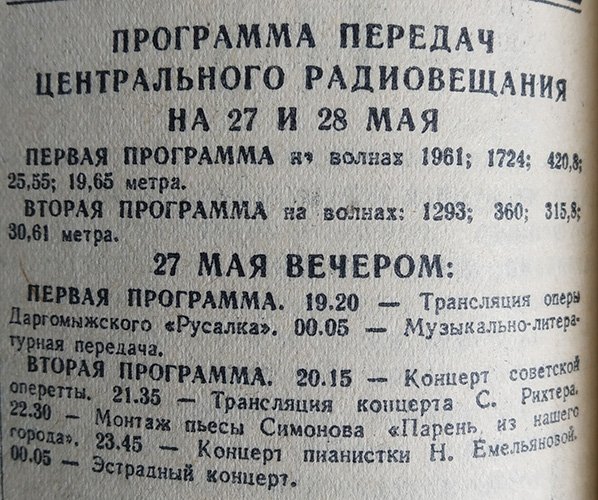 ПРОГРАММА ПЕРЕДАЧ
ЦЕНТРАЛЬНОГО РАДИОВЕЩАНИЯ
НА 27 И 28 МАЯ
ПЕРВАЯ ПРОГРАММА на волнах 1961; 1724; 420,8;
25,55; 19,65 метра.
ВТОРАЯ ПРОГРАММА на волнах: 1293; 360; 315,8;
30,61 метра.
27 МАЯ ВЕЧЕРОМ:
ПЕРВАЯ ПРОГРАММА. 19.20 — Трансляция оперы
Даргомыжского «Русалка». 00.05 — Музыкально-литера-
турная передача.
ВТОРАЯ ПРОГРАММА. 20.15 — Концерт советской
оперетты. 21.35 — Трансляция концерта С. Рихтера.
22.30 — Монтаж пьесы Симонова «Парень из нашего
города». 23.45 — Концерт пианистки Н. Емельяновой.
00.05 — Эстрадный концерт.